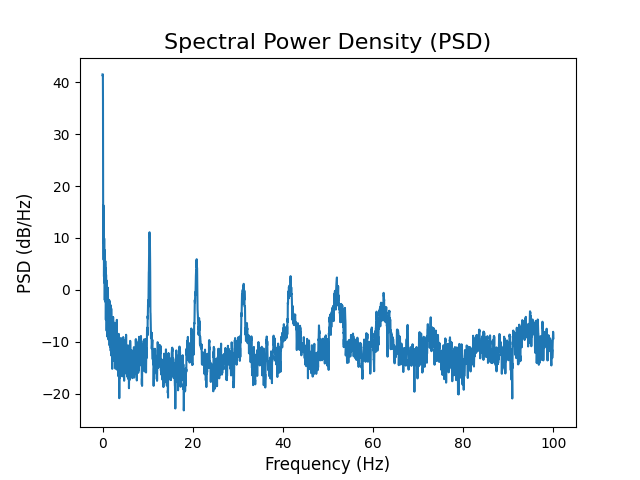 Spectral Power Density (PSD)
PSD (dB/Hz)
40
30
20
10
0
−10
−20
0 20 40 60 80 100
Frequency (Hz)